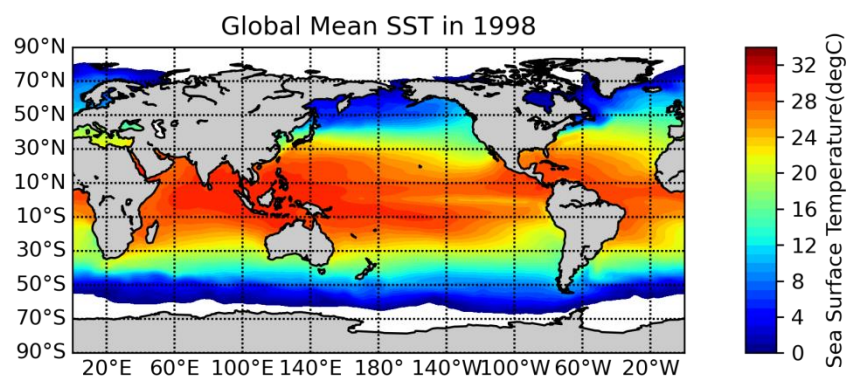 Global Mean SST in 1998
90°N
70°N
50°N
30°N
10°N
10°S
30°S
50°S
70°S
90°S
20°E 60°E 100°E 140°E 180° 140°W 100°W 60°W 20°W
32
28
24
20
16
12
8
4
0
Sea Surface Temperature(degC)